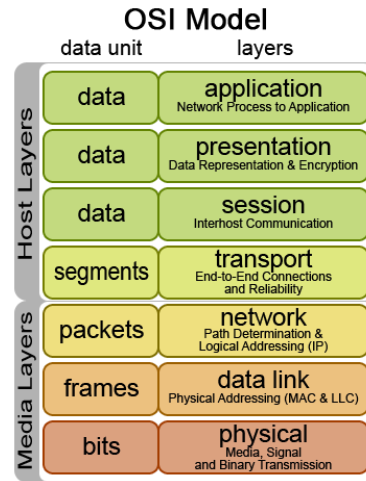 OSI Model
data unit layers
Host Layers
data application
Network Process to Application
data presentation
Data Representation & Encryption
data session
Interhost Communication
segments transport
End-to-End Connections
and Reliability
Media Layers
packets network
Path Determination &
Logical Addressing (IP)
frames data link
Physical Addressing (MAC & LLC)
bits physical
Media, Signal
and Binary Transmission